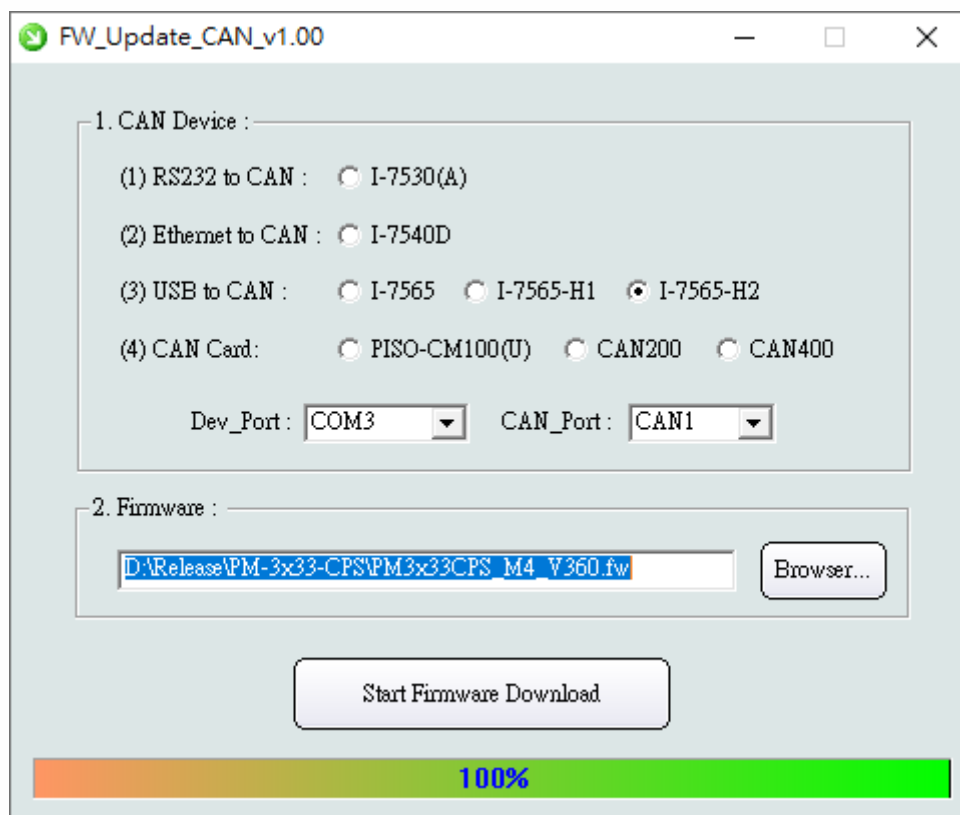 FW_Update_CAN_v1.00
1. CAN Device :
(1) RS232 to CAN : I-7530(A)
(2) Ethernet to CAN : I-7540D
(3) USB to CAN : I-7565 I-7565-H1 I-7565-H2
(4) CAN Card: PISO-CM100(U) CAN200 CAN400
Dev_Port : COM3 CAN_Port : CAN1
2. Firmware :
D:\Release\PM-3x33-CPS\PM3x33CPS_M4_V360.fw Browser...
Start Firmware Download
100%